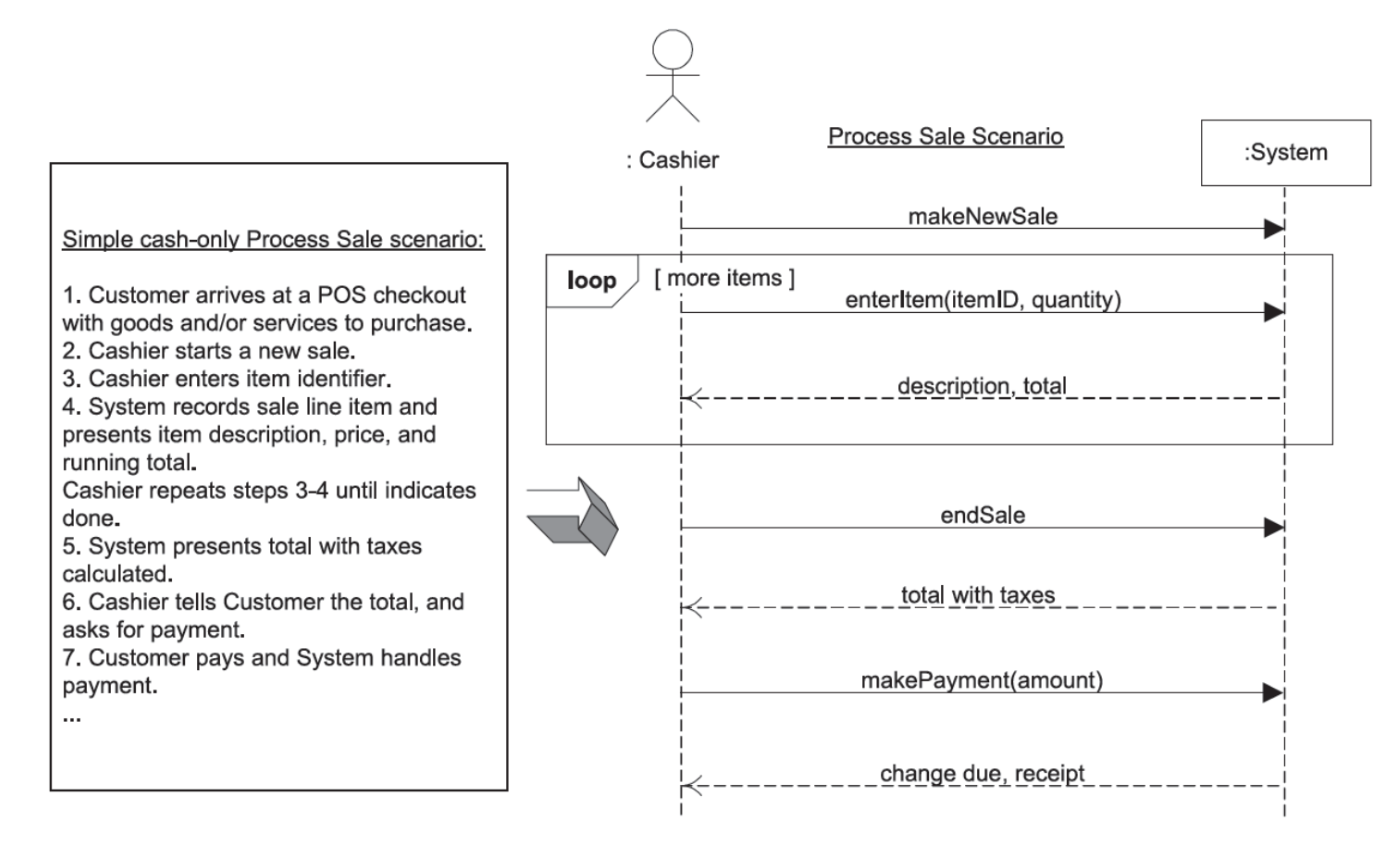 Simple cash-only Process Sale scenario:
1. Customer arrives at a POS checkout
with goods and/or services to purchase.
2. Cashier starts a new sale.
3. Cashier enters item identifier.
4. System records sale line item and
presents item description, price, and
running total.
Cashier repeats steps 3-4 until indicates
done.
5. System presents total with taxes
calculated.
6. Cashier tells Customer the total, and
asks for payment.
7. Customer pays and System handles
payment.
...
: Cashier
Process Sale Scenario
:System
makeNewSale
loop
[ more items ]
enterItem(itemID, quantity)
description, total
endSale
total with taxes
makePayment(amount)
change due, receipt